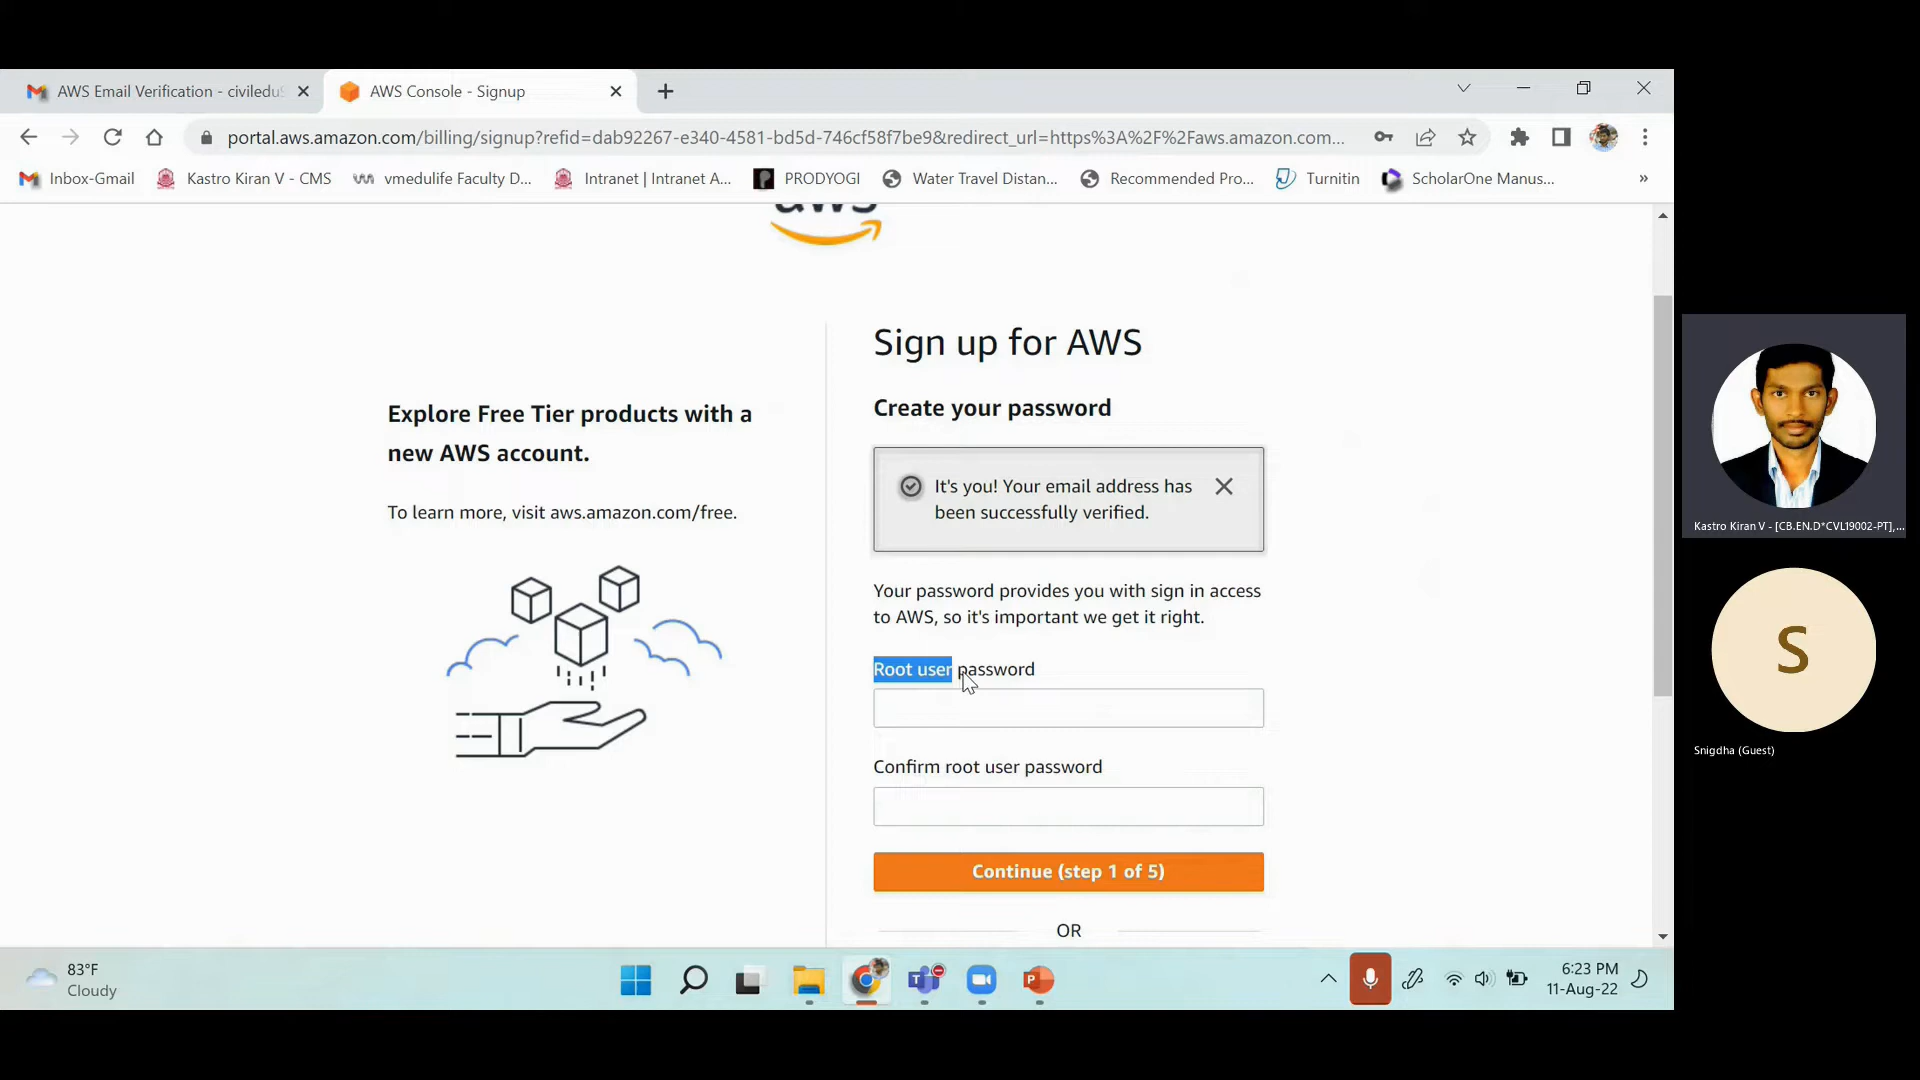 AWS Email Verification - civiledu
AWS Console - Signup
portal.aws.amazon.com/billing/signup?refid=dab92267-e340-4581-bd5d-746cf58f7be9&redirect_url=https%3A%2F%2Faws.amazon.com...
Inbox-Gmail
Kastro Kiran V - CMS
vmedulife Faculty D...
Intranet | Intranet A...
PRODYOGI
Water Travel Distan...
Recommended Pro...
Turnitin
ScholarOne Manus...
»
aws
Explore Free Tier products with a
new AWS account.
To learn more, visit aws.amazon.com/free.
Sign up for AWS
Create your password
It's you! Your email address has
been successfully verified.
Your password provides you with sign in access
to AWS, so it's important we get it right.
Root user password
Confirm root user password
Continue (step 1 of 5)
OR
Kastro Kiran V - [CB.EN.D*CVL19002-PT],...
S
Snigdha (Guest)
83°F
Cloudy
6:23 PM
11-Aug-22